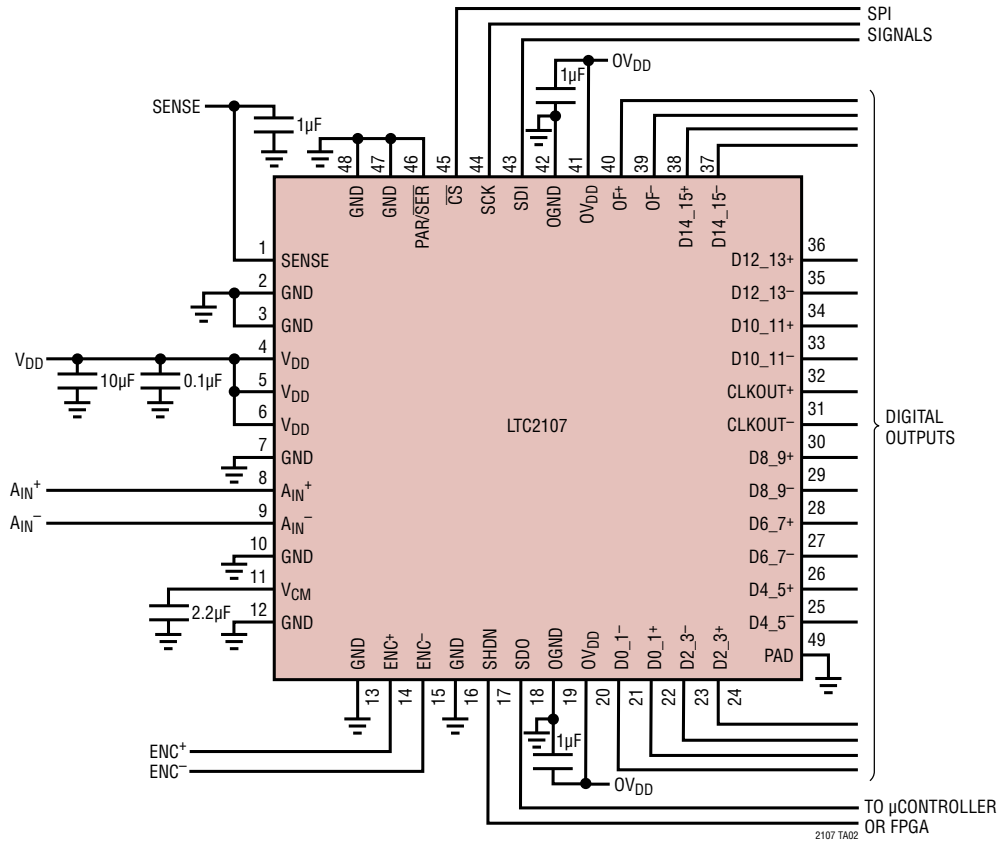 SPI
SIGNALS
OV_DD
1µF
SENSE
1µF
48 47 46 45 44 43 42 41 40 39 38 37
GND GND PAR/S̅E̅R̅ C̅S̅ SCK SDI OGND OV_DD OF+ OF− D14_15+ D14_15−
1 SENSE
2 GND
3 GND
V_DD 10µF 0.1µF
4 V_DD
5 V_DD
6 V_DD
7 GND
A_IN+ 8 A_IN+
A_IN− 9 A_IN−
10 GND
11 V_CM
2.2µF 12 GND
LTC2107
D12_13+ 36
D12_13− 35
D10_11+ 34
D10_11− 33
CLKOUT+ 32
CLKOUT− 31
D8_9+ 30
D8_9− 29
D6_7+ 28
D6_7− 27
D4_5+ 26
D4_5− 25
PAD 49
DIGITAL
OUTPUTS
GND ENC+ ENC− GND SHDN SDO OGND OV_DD D0_1− D0_1+ D2_3− D2_3+
13 14 15 16 17 18 19 20 21 22 23 24
1µF
ENC+
ENC−
OV_DD
TO µCONTROLLER
OR FPGA
2107 TA02